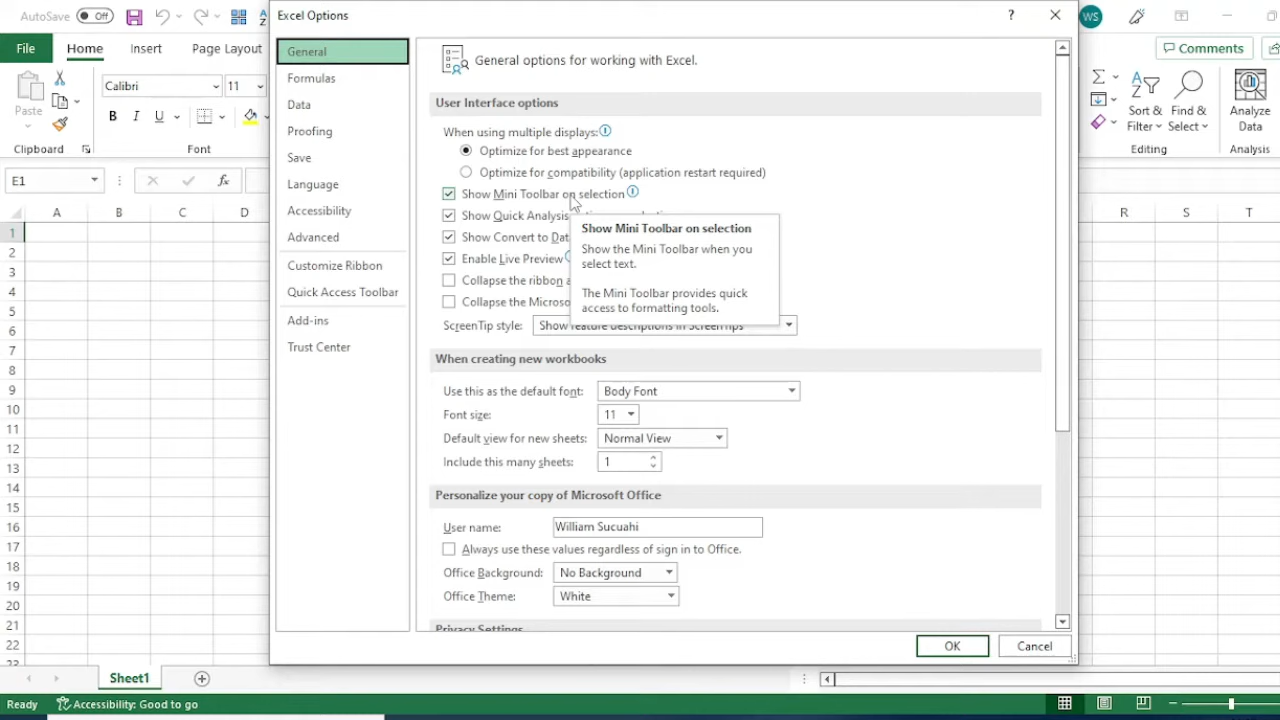 AutoSave Off
Excel Options
?
WS
File
Home
Insert
Page Layout
Comments
Paste
Clipboard
Calibri
11
B I U
Font
Sort &
Filter
Find &
Select
Editing
Analyze
Data
Analysis
E1
fx
A B C D R S T
1
2
3
4
5
6
7
8
9
10
11
12
13
14
15
16
17
18
19
20
21
22
23
General
Formulas
Data
Proofing
Save
Language
Accessibility
Advanced
Customize Ribbon
Quick Access Toolbar
Add-ins
Trust Center
General options for working with Excel.
User Interface options
When using multiple displays:
Optimize for best appearance
Optimize for compatibility (application restart required)
Show Mini Toolbar on selection
Show Quick Analysis
Show Convert to Dat
Enable Live Preview
Collapse the ribbon a
Collapse the Microso
Show Mini Toolbar on selection
Show the Mini Toolbar when you
select text.
The Mini Toolbar provides quick
access to formatting tools.
ScreenTip style: Show feature descriptions in ScreenTips
When creating new workbooks
Use this as the default font: Body Font
Font size: 11
Default view for new sheets: Normal View
Include this many sheets: 1
Personalize your copy of Microsoft Office
User name: William Sucuahi
Always use these values regardless of sign in to Office.
Office Background: No Background
Office Theme: White
Privacy Settings
OK
Cancel
Sheet1
Ready
Accessibility: Good to go